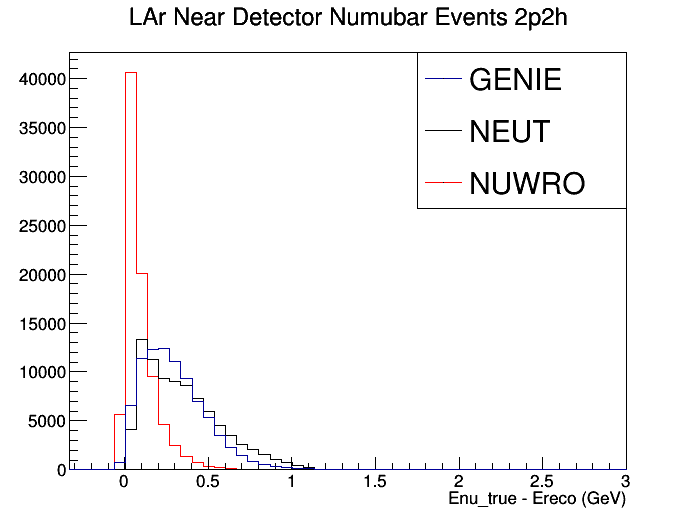 LAr Near Detector Numubar Events 2p2h
GENIE
NEUT
NUWRO
40000
35000
30000
25000
20000
15000
10000
5000
0
0 0.5 1 1.5 2 2.5 3
Enu_true - Ereco (GeV)